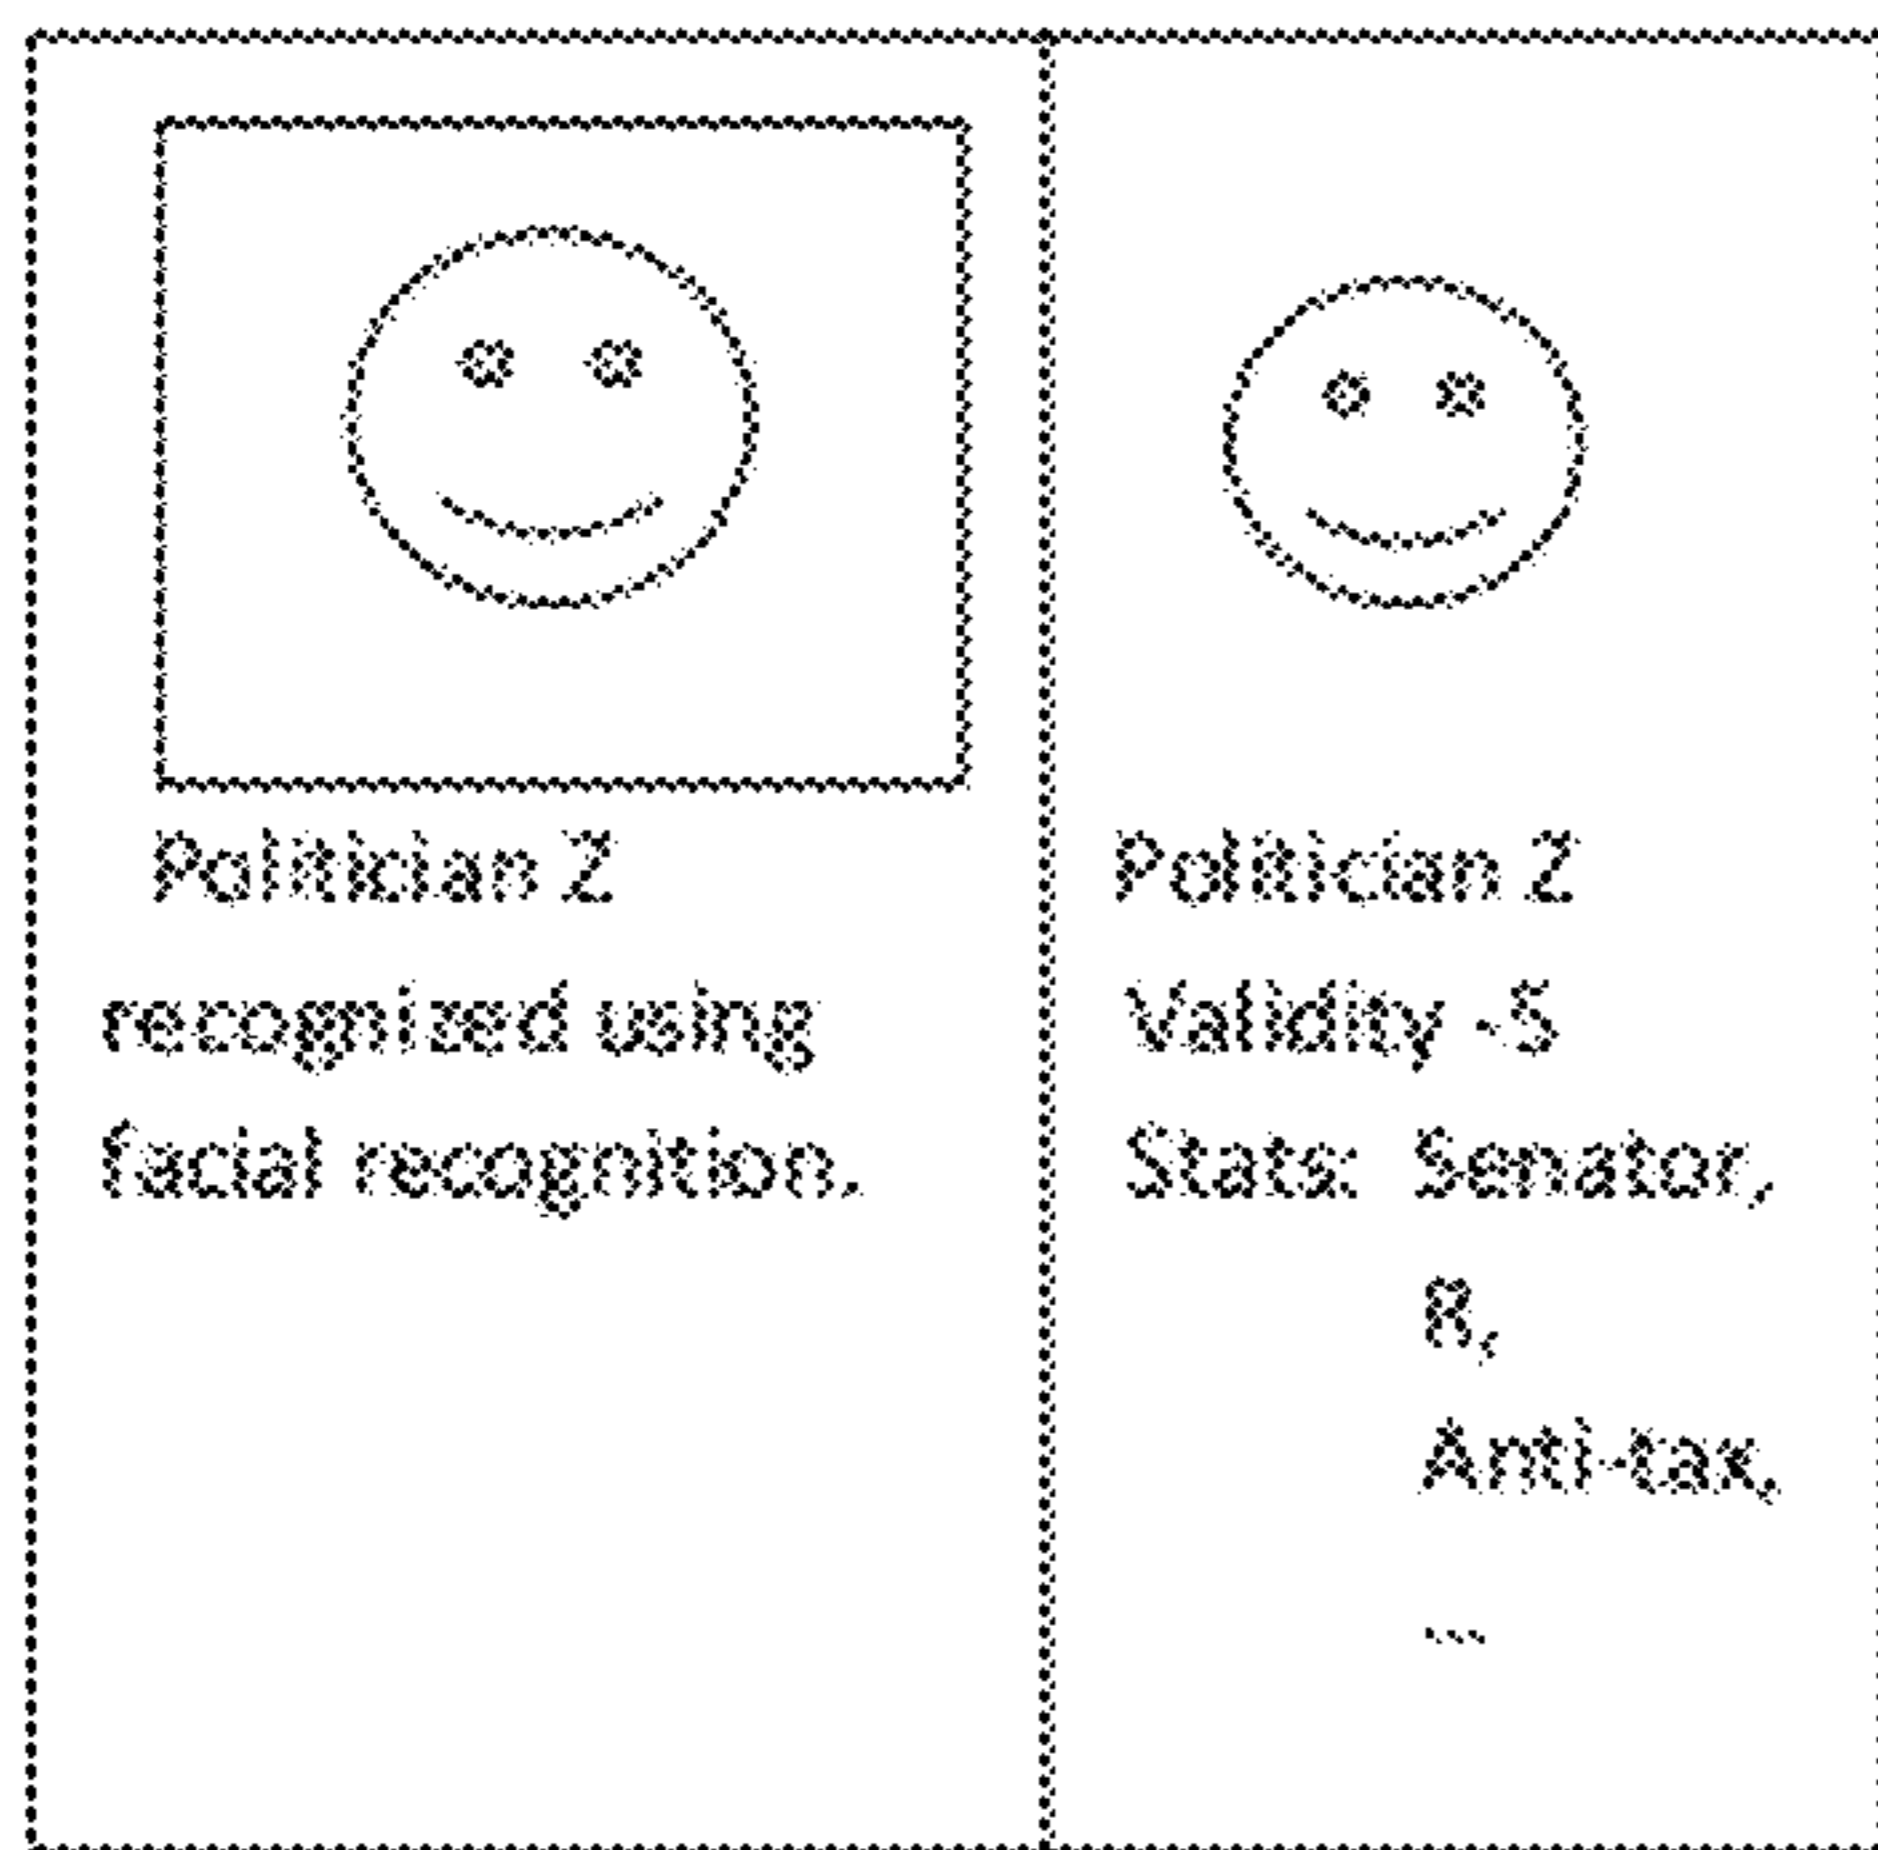 Politician Z
recognized using
facial recognition.
Politician Z
Validity -5
Stats: Senator,
R,
Anti-tax,
...